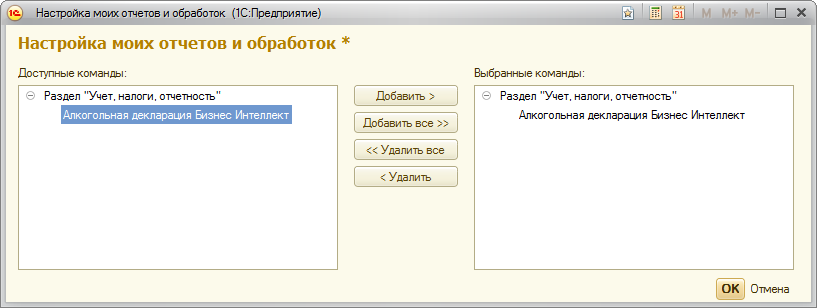 Настройка моих отчетов и обработок (1С:Предприятие)
M M+ M-
Настройка моих отчетов и обработок *
Доступные команды:
Раздел "Учет, налоги, отчетность"
Алкогольная декларация Бизнес Интеллект
Добавить >
Добавить все >>
<< Удалить все
< Удалить
Выбранные команды:
Раздел "Учет, налоги, отчетность"
Алкогольная декларация Бизнес Интеллект
ОК Отмена